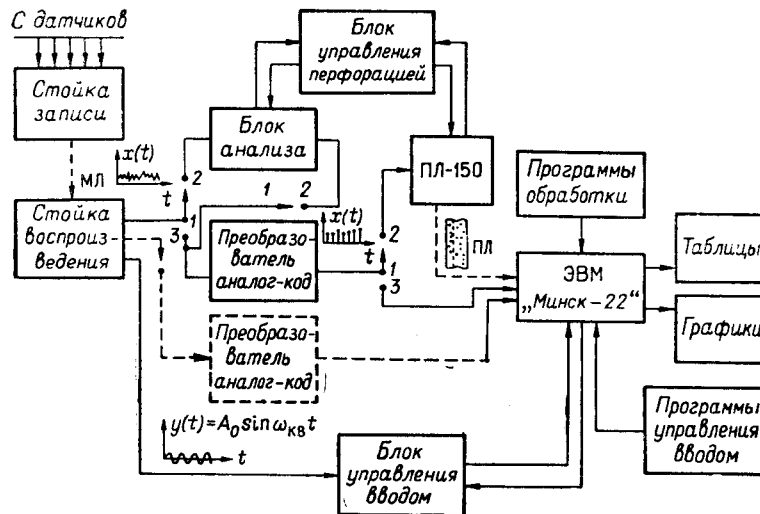 С датчиков
Стойка
записи
МЛ
x(t)
t
Стойка
воспроиз-
ведения
Блок
управления
перфорацией
Блок
анализа
2
1
3
1
2
x(t)
t
Преобразо-
ватель
аналог-код
Преобразо-
ватель
аналог-код
ПЛ-150
2
1
3
ПЛ
Программы
обработки
ЭВМ
„Минск-22“
Таблицы
Графики
Программы
управления
вводом
y(t)=A₀sin ωкв t
t
Блок
управления
вводом